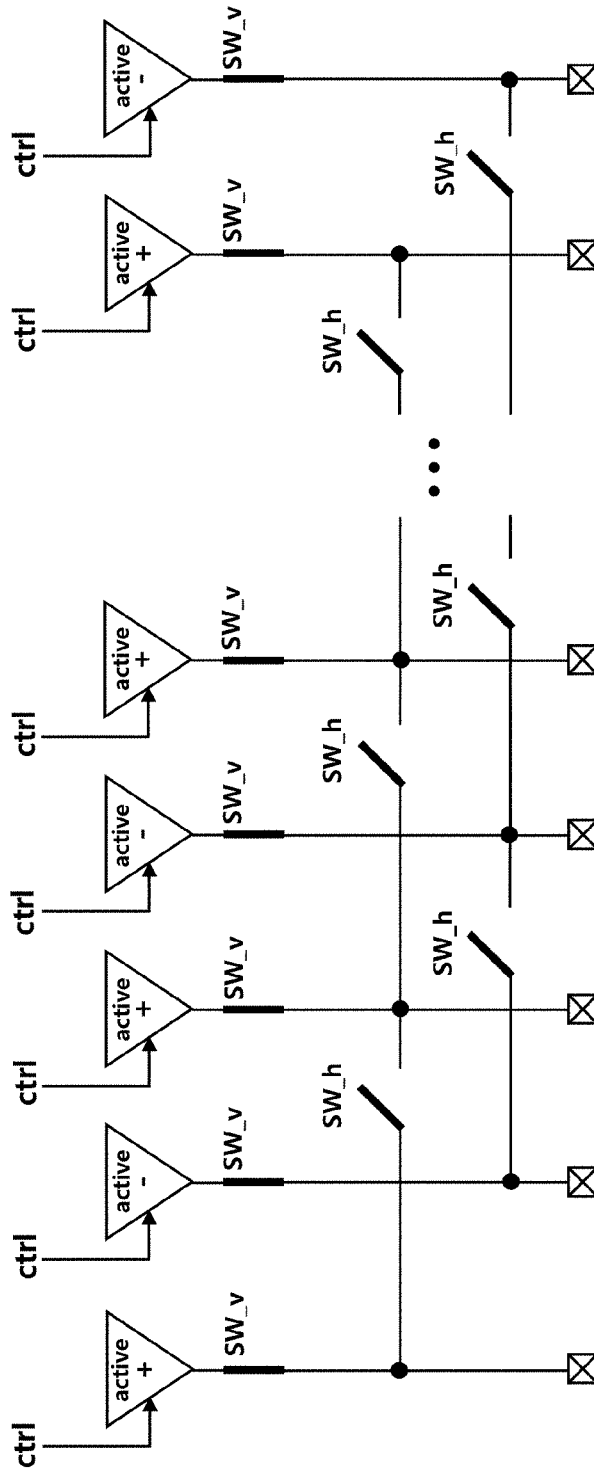 ctrl ctrl ctrl ctrl ctrl ctrl ctrl
active active active active active active active
+ - + - + + -
SW_v SW_v SW_v SW_v SW_v SW_v SW_v
SW_h SW_h SW_h
SW_h SW_h SW_h